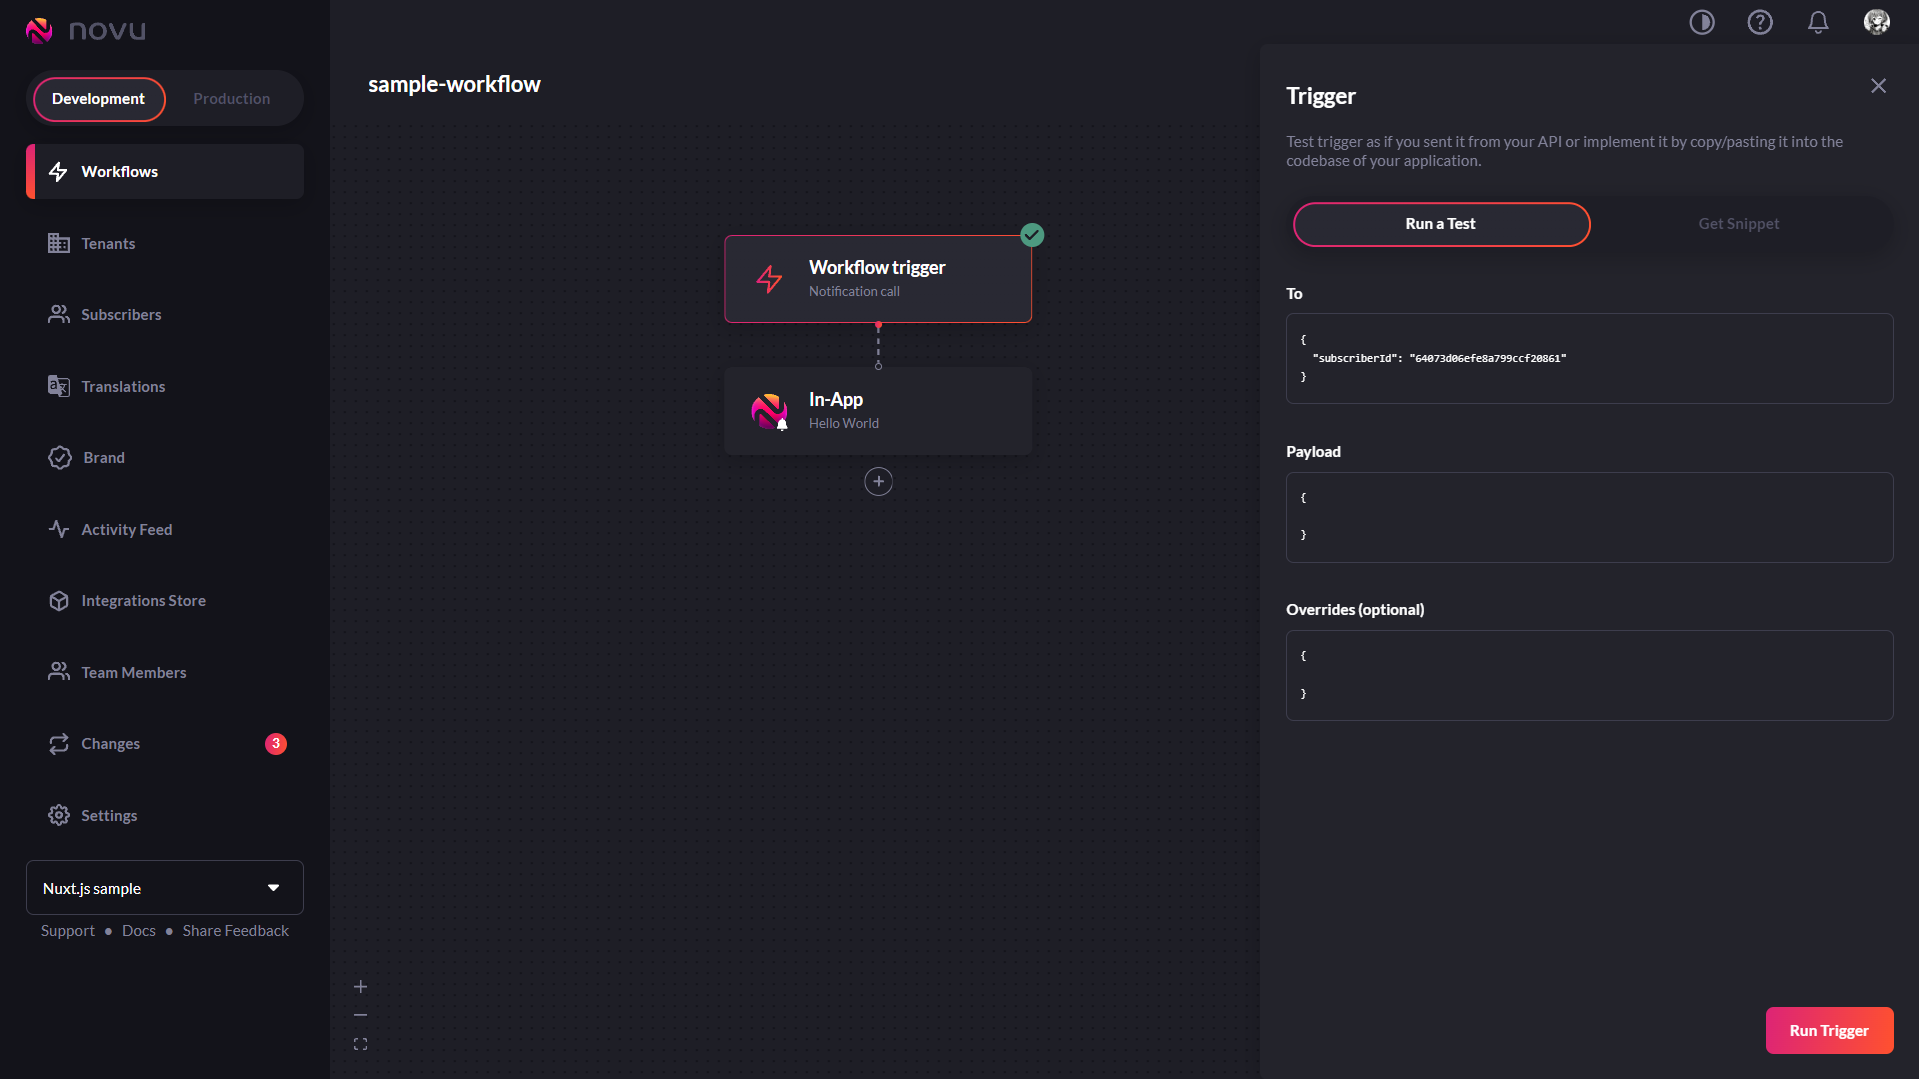 novu
Development
Production
Workflows
Tenants
Subscribers
Translations
Brand
Activity Feed
Integrations Store
Team Members
Changes
3
Settings
Nuxt.js sample
Support • Docs • Share Feedback
sample-workflow
Workflow trigger
Notification call
In-App
Hello World
Trigger
Test trigger as if you sent it from your API or implement it by copy/pasting it into the
codebase of your application.
Run a Test
Get Snippet
To
{
"subscriberId": "64073d06efe8a799ccf20861"
}
Payload
{
}
Overrides (optional)
{
}
Run Trigger